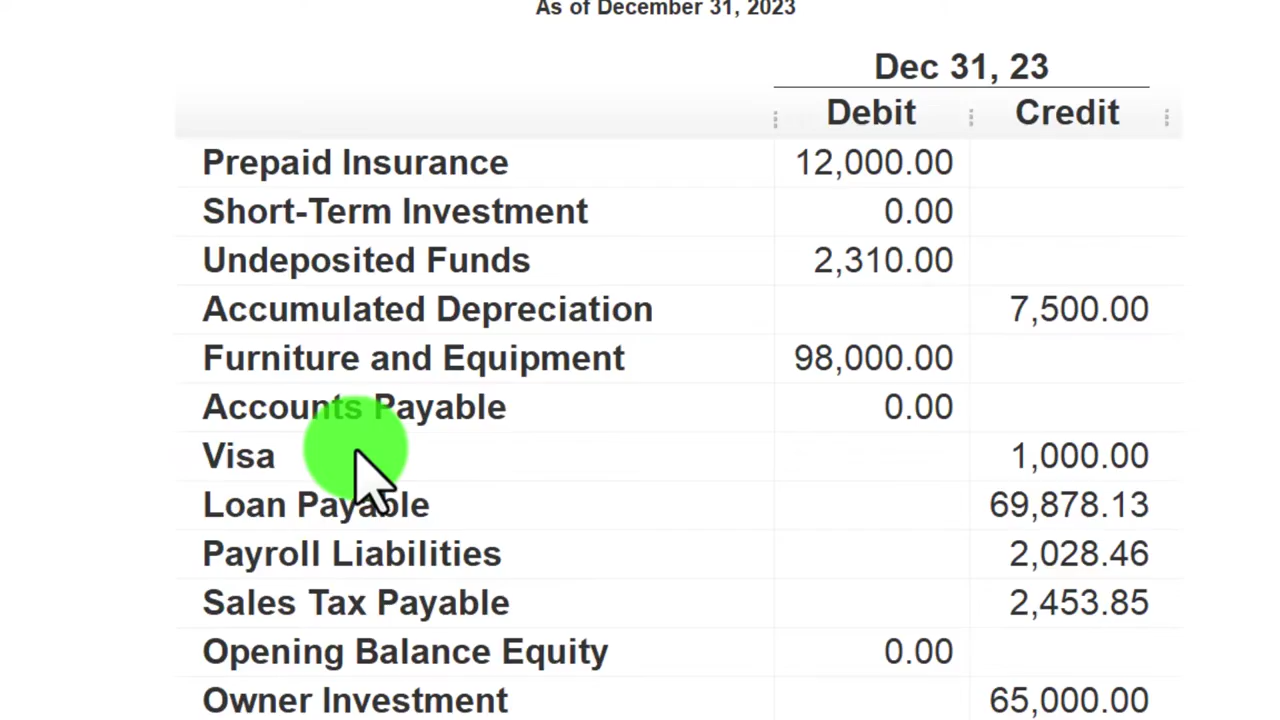 As of December 31, 2023
Dec 31, 23
Debit Credit
Prepaid Insurance 12,000.00
Short-Term Investment 0.00
Undeposited Funds 2,310.00
Accumulated Depreciation 7,500.00
Furniture and Equipment 98,000.00
Accounts Payable 0.00
Visa 1,000.00
Loan Payable 69,878.13
Payroll Liabilities 2,028.46
Sales Tax Payable 2,453.85
Opening Balance Equity 0.00
Owner Investment 65,000.00